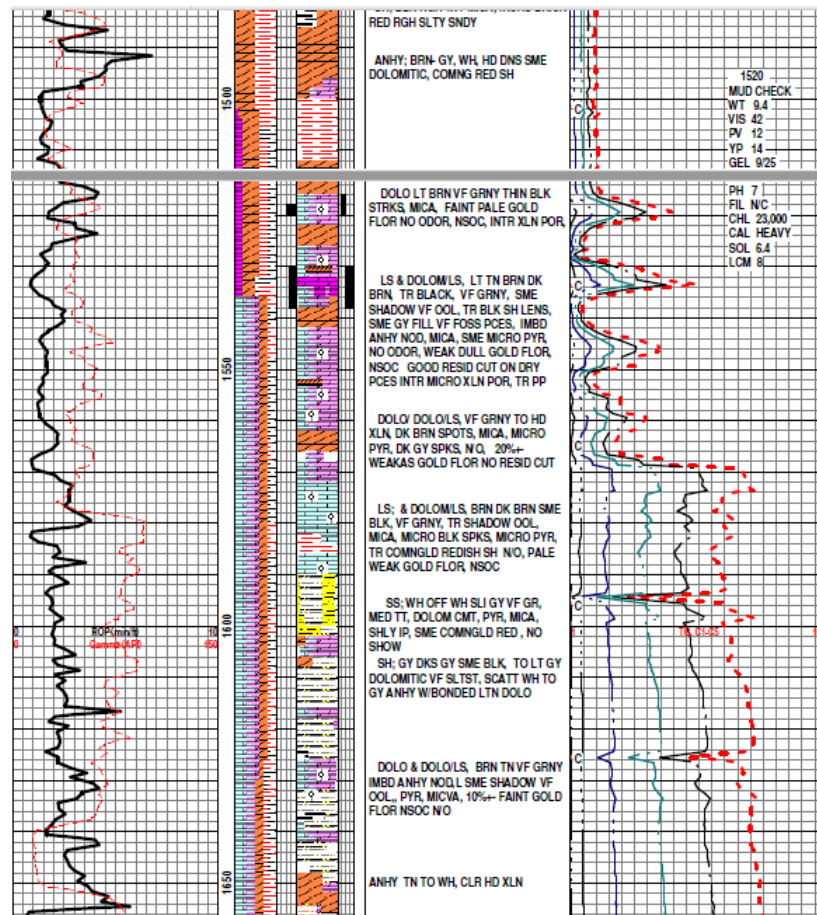 RED RGH SLTY SNDY
ANHY; BRN- GY, WH, HD DNS SME
DOLOMITIC, COMNG RED SH
1500
1520
MUD CHECK
WT 9.4
VIS 42
PV 12
YP 14
GEL 9/25
C
PH 7
FIL N/C
CHL 23,000
CAL HEAVY
SOL 6.4
LCM 8
DOLO LT BRN VF GRNY THIN BLK
STRKS, MICA, FAINT PALE GOLD
FLOR NO ODOR, NSOC, INTR XLN POR,
C
LS & DOLOM/LS, LT TN BRN DK
BRN, TR BLACK, VF GRNY, SME
SHADOW VF OOL, TR BLK SH LENS,
SME GY FILL VF FOSS PCES, IMBD
ANHY NOD, MICA, SME MICRO PYR,
NO ODOR, WEAK DULL GOLD FLOR,
NSOC GOOD RESID CUT ON DRY
PCES INTR MICRO XLN POR, TR PP
1550
DOLO/ DOLO/LS, VF GRNY TO HD
XLN, DK BRN SPOTS, MICA, MICRO
PYR, DK GY SPKS, N/O, 20%+-
WEAKAS GOLD FLOR NO RESID CUT
C
LS; & DOLOM/LS, BRN DK BRN SME
BLK, VF GRNY, TR SHADOW OOL,
MICA, MICRO BLK SPKS, MICRO PYR,
TR COMNGLD REDISH SH N/O, PALE
WEAK GOLD FLOR, NSOC
SS; WH OFF WH SLI GY VF GR,
MED TT, DOLOM CMT, PYR, MICA,
SHLY IP, SME COMNGLD RED , NO
SHOW
C
0 ROP (min/ft) 10
0 Gamma (API) 150
1600
TG, C1-C5
SH; GY DKS GY SME BLK, TO LT GY
DOLOMITIC VF SLTST, SCATT WH TO
GY ANHY W/BONDED LTN DOLO
C
DOLO & DOLO/LS, BRN TN VF GRNY
IMBD ANHY NOD,L SME SHADOW VF
OOL,, PYR, MICVA, 10%+- FAINT GOLD
FLOR NSOC N/O
1650
ANHY TN TO WH, CLR HD XLN